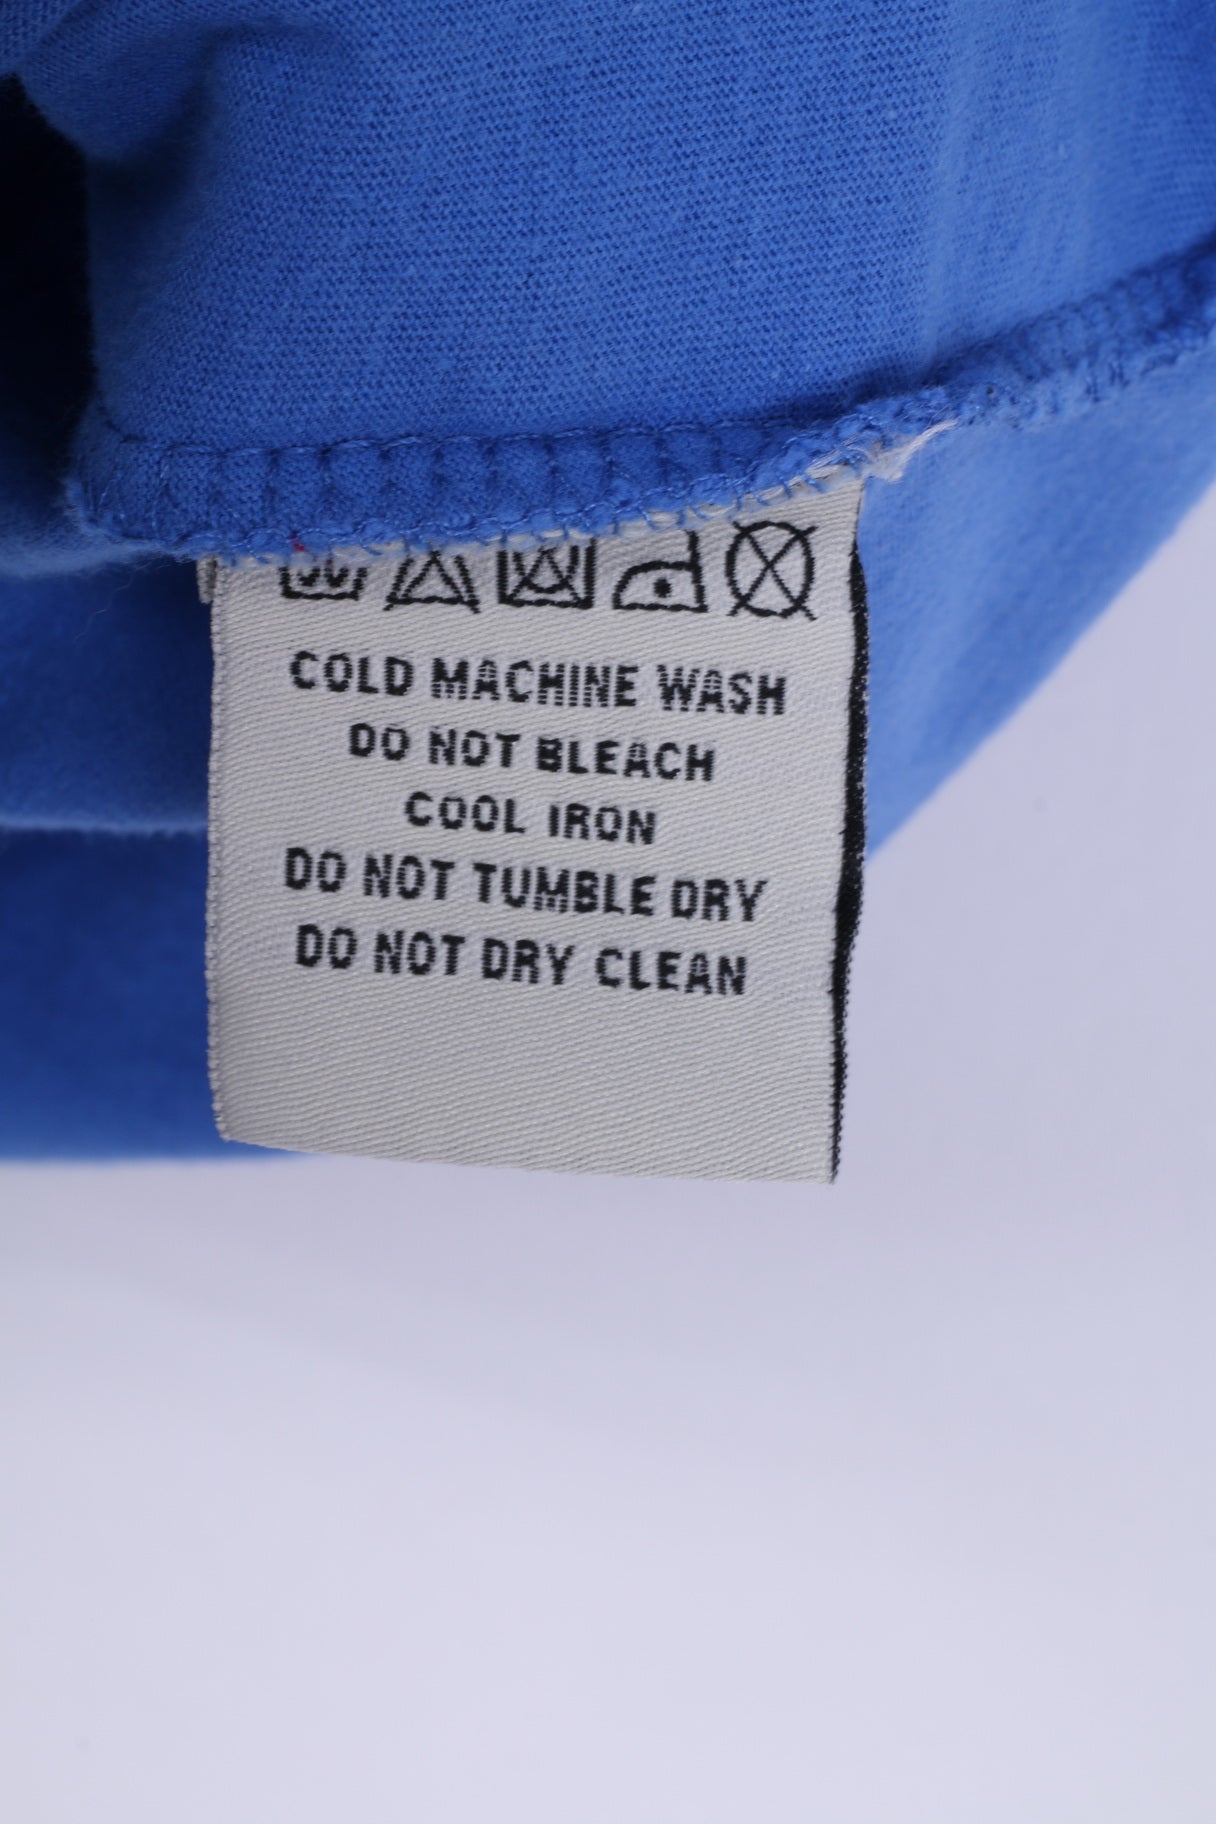 COLD MACHINE WASH
DO NOT BLEACH
COOL IRON
DO NOT TUMBLE DRY
DO NOT DRY CLEAN